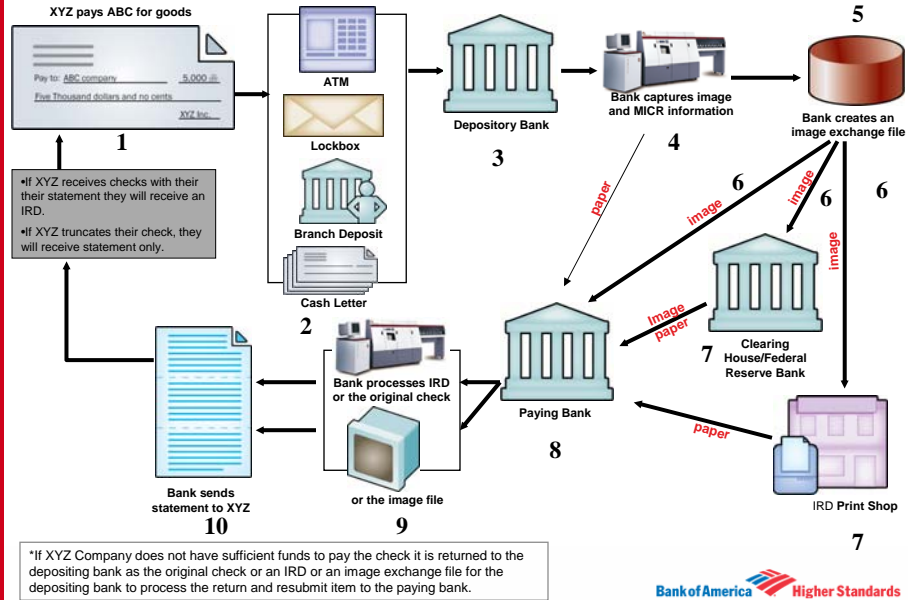 XYZ pays ABC for goods
Pay to: ABC company 5,000
Five Thousand dollars and no cents
XYZ Inc.
1
ATM
Lockbox
Branch Deposit
Cash Letter
2
Depository Bank
3
Bank captures image
and MICR information
4
5
Bank creates an
image exchange file
paper
image
6
image
6
image
6
•If XYZ receives checks with their
their statement they will receive an
IRD.
•If XYZ truncates their check, they
will receive statement only.
Image
paper
7
Clearing
House/Federal
Reserve Bank
paper
IRD Print Shop
7
Paying Bank
8
Bank processes IRD
or the original check
or the image file
9
Bank sends
statement to XYZ
10
*If XYZ Company does not have sufficient funds to pay the check it is returned to the
depositing bank as the original check or an IRD or an image exchange file for the
depositing bank to process the return and resubmit item to the paying bank.
Bank of America Higher Standards